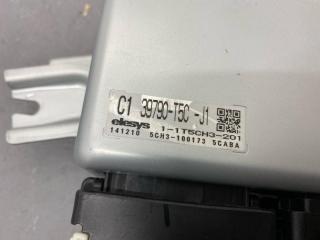 C1 39790-T5C -J1
elesys 1-1T5CH3-201
141210 5CH3-100173 5CABA